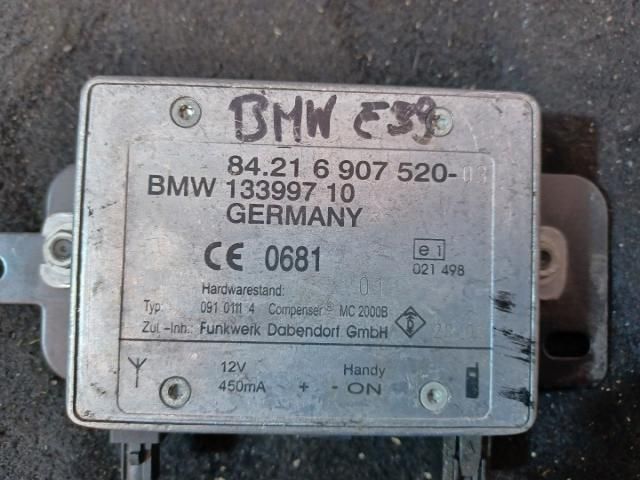 BMW E39
84.21 6 907 520-03
BMW 133997 10
GERMANY
CE 0681
e1
021 498
Hardwarestand: 01
Typ: 091 0111 4 Compenser® MC 2000B
Zul.-Inh.: Funkwerk Dabendorf GmbH
12V Handy
450mA + - ON